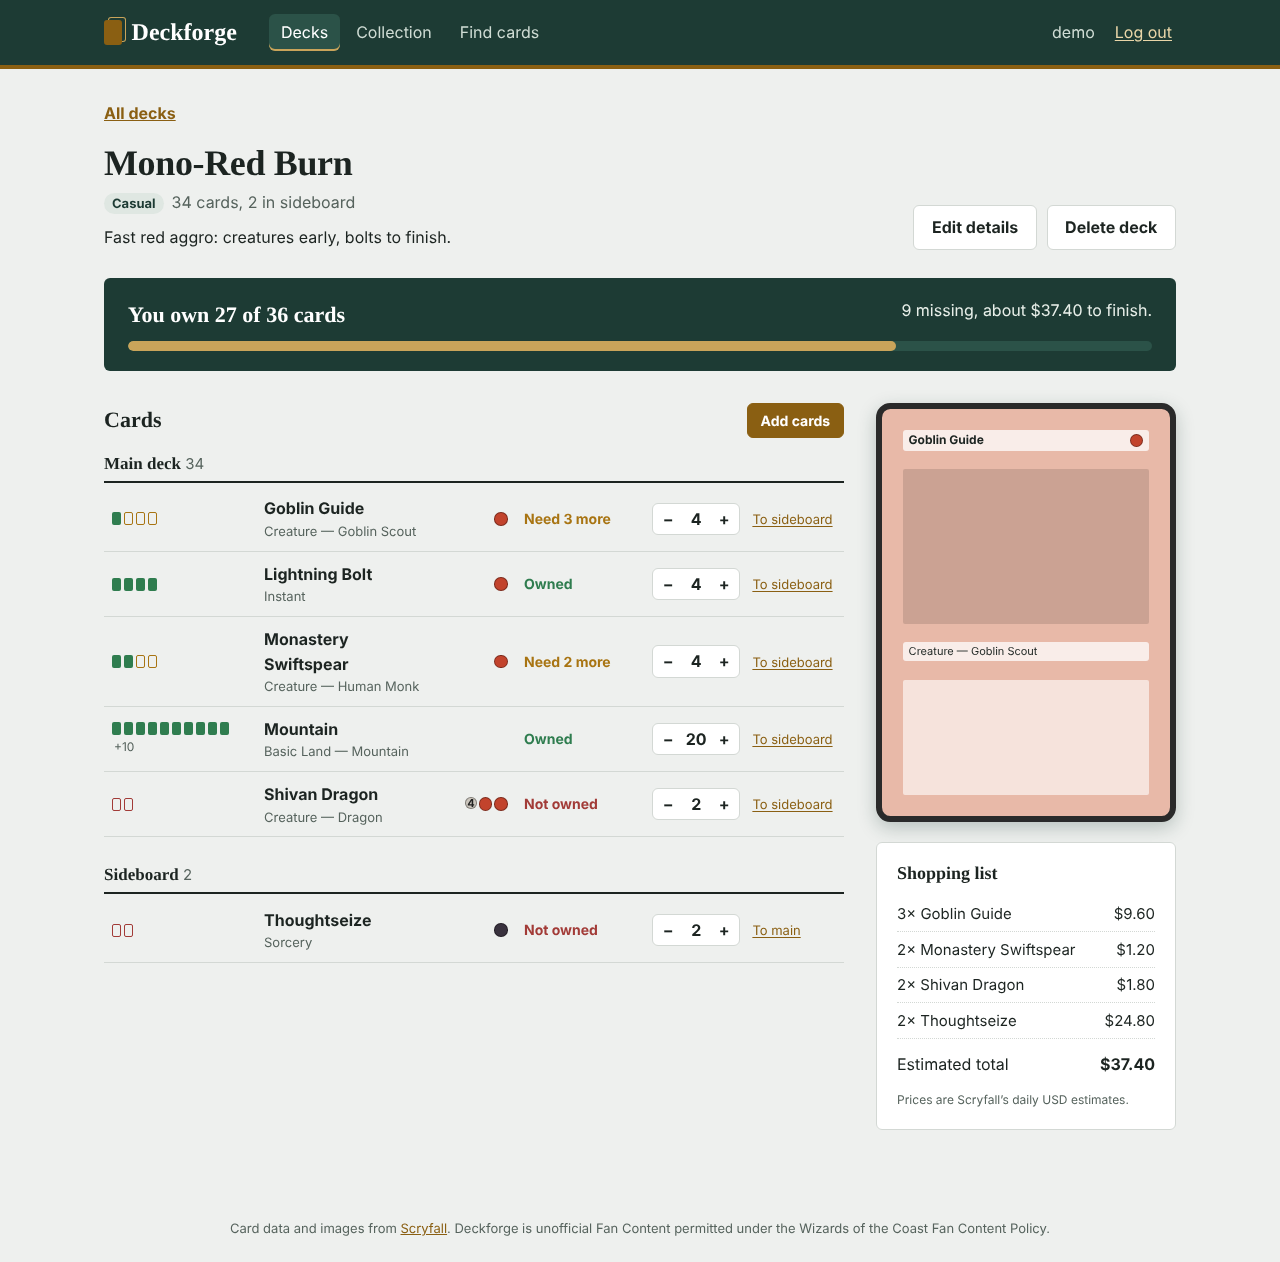 Deckforge
Decks
Collection
Find cards
demo
Log out
All decks
Mono-Red Burn
Casual
34 cards, 2 in sideboard
Fast red aggro: creatures early, bolts to finish.
Edit details
Delete deck
You own 27 of 36 cards
9 missing, about $37.40 to finish.
Cards
Add cards
Main deck 34
Goblin Guide
Creature — Goblin Scout
Need 3 more
– 4 +
To sideboard
Lightning Bolt
Instant
Owned
– 4 +
To sideboard
Monastery
Swiftspear
Creature — Human Monk
Need 2 more
– 4 +
To sideboard
+10
Mountain
Basic Land — Mountain
Owned
– 20 +
To sideboard
Shivan Dragon
Creature — Dragon
4
Not owned
– 2 +
To sideboard
Sideboard 2
Thoughtseize
Sorcery
Not owned
– 2 +
To main
Goblin Guide
Creature — Goblin Scout
Shopping list
3× Goblin Guide $9.60
2× Monastery Swiftspear $1.20
2× Shivan Dragon $1.80
2× Thoughtseize $24.80
Estimated total $37.40
Prices are Scryfall’s daily USD estimates.
Card data and images from Scryfall. Deckforge is unofficial Fan Content permitted under the Wizards of the Coast Fan Content Policy.